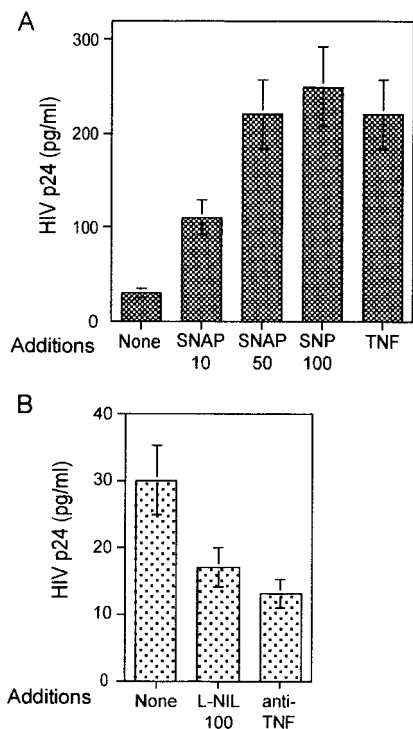 A
HIV p24 (pg/ml)
300
200
100
0
Additions
None SNAP SNAP SNP TNF
10 50 100
B
HIV p24 (pg/ml)
40
30
20
10
0
Additions
None L-NIL anti-
100 TNF